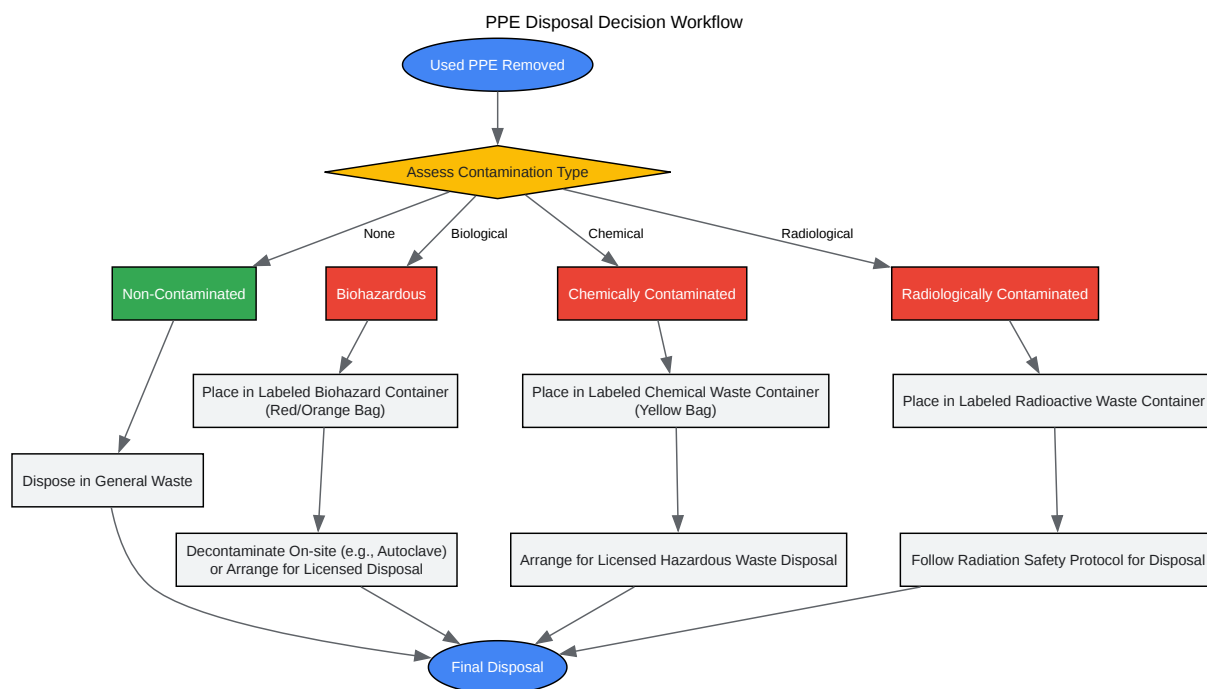 PPE Disposal Decision Workflow
Used PPE Removed
Assess Contamination Type
None
Biological
Chemical
Radiological
Non-Contaminated
Biohazardous
Chemically Contaminated
Radiologically Contaminated
Place in Labeled Biohazard Container
(Red/Orange Bag)
Place in Labeled Chemical Waste Container
(Yellow Bag)
Place in Labeled Radioactive Waste Container
Dispose in General Waste
Decontaminate On-site (e.g., Autoclave)
or Arrange for Licensed Disposal
Arrange for Licensed Hazardous Waste Disposal
Follow Radiation Safety Protocol for Disposal
Final Disposal